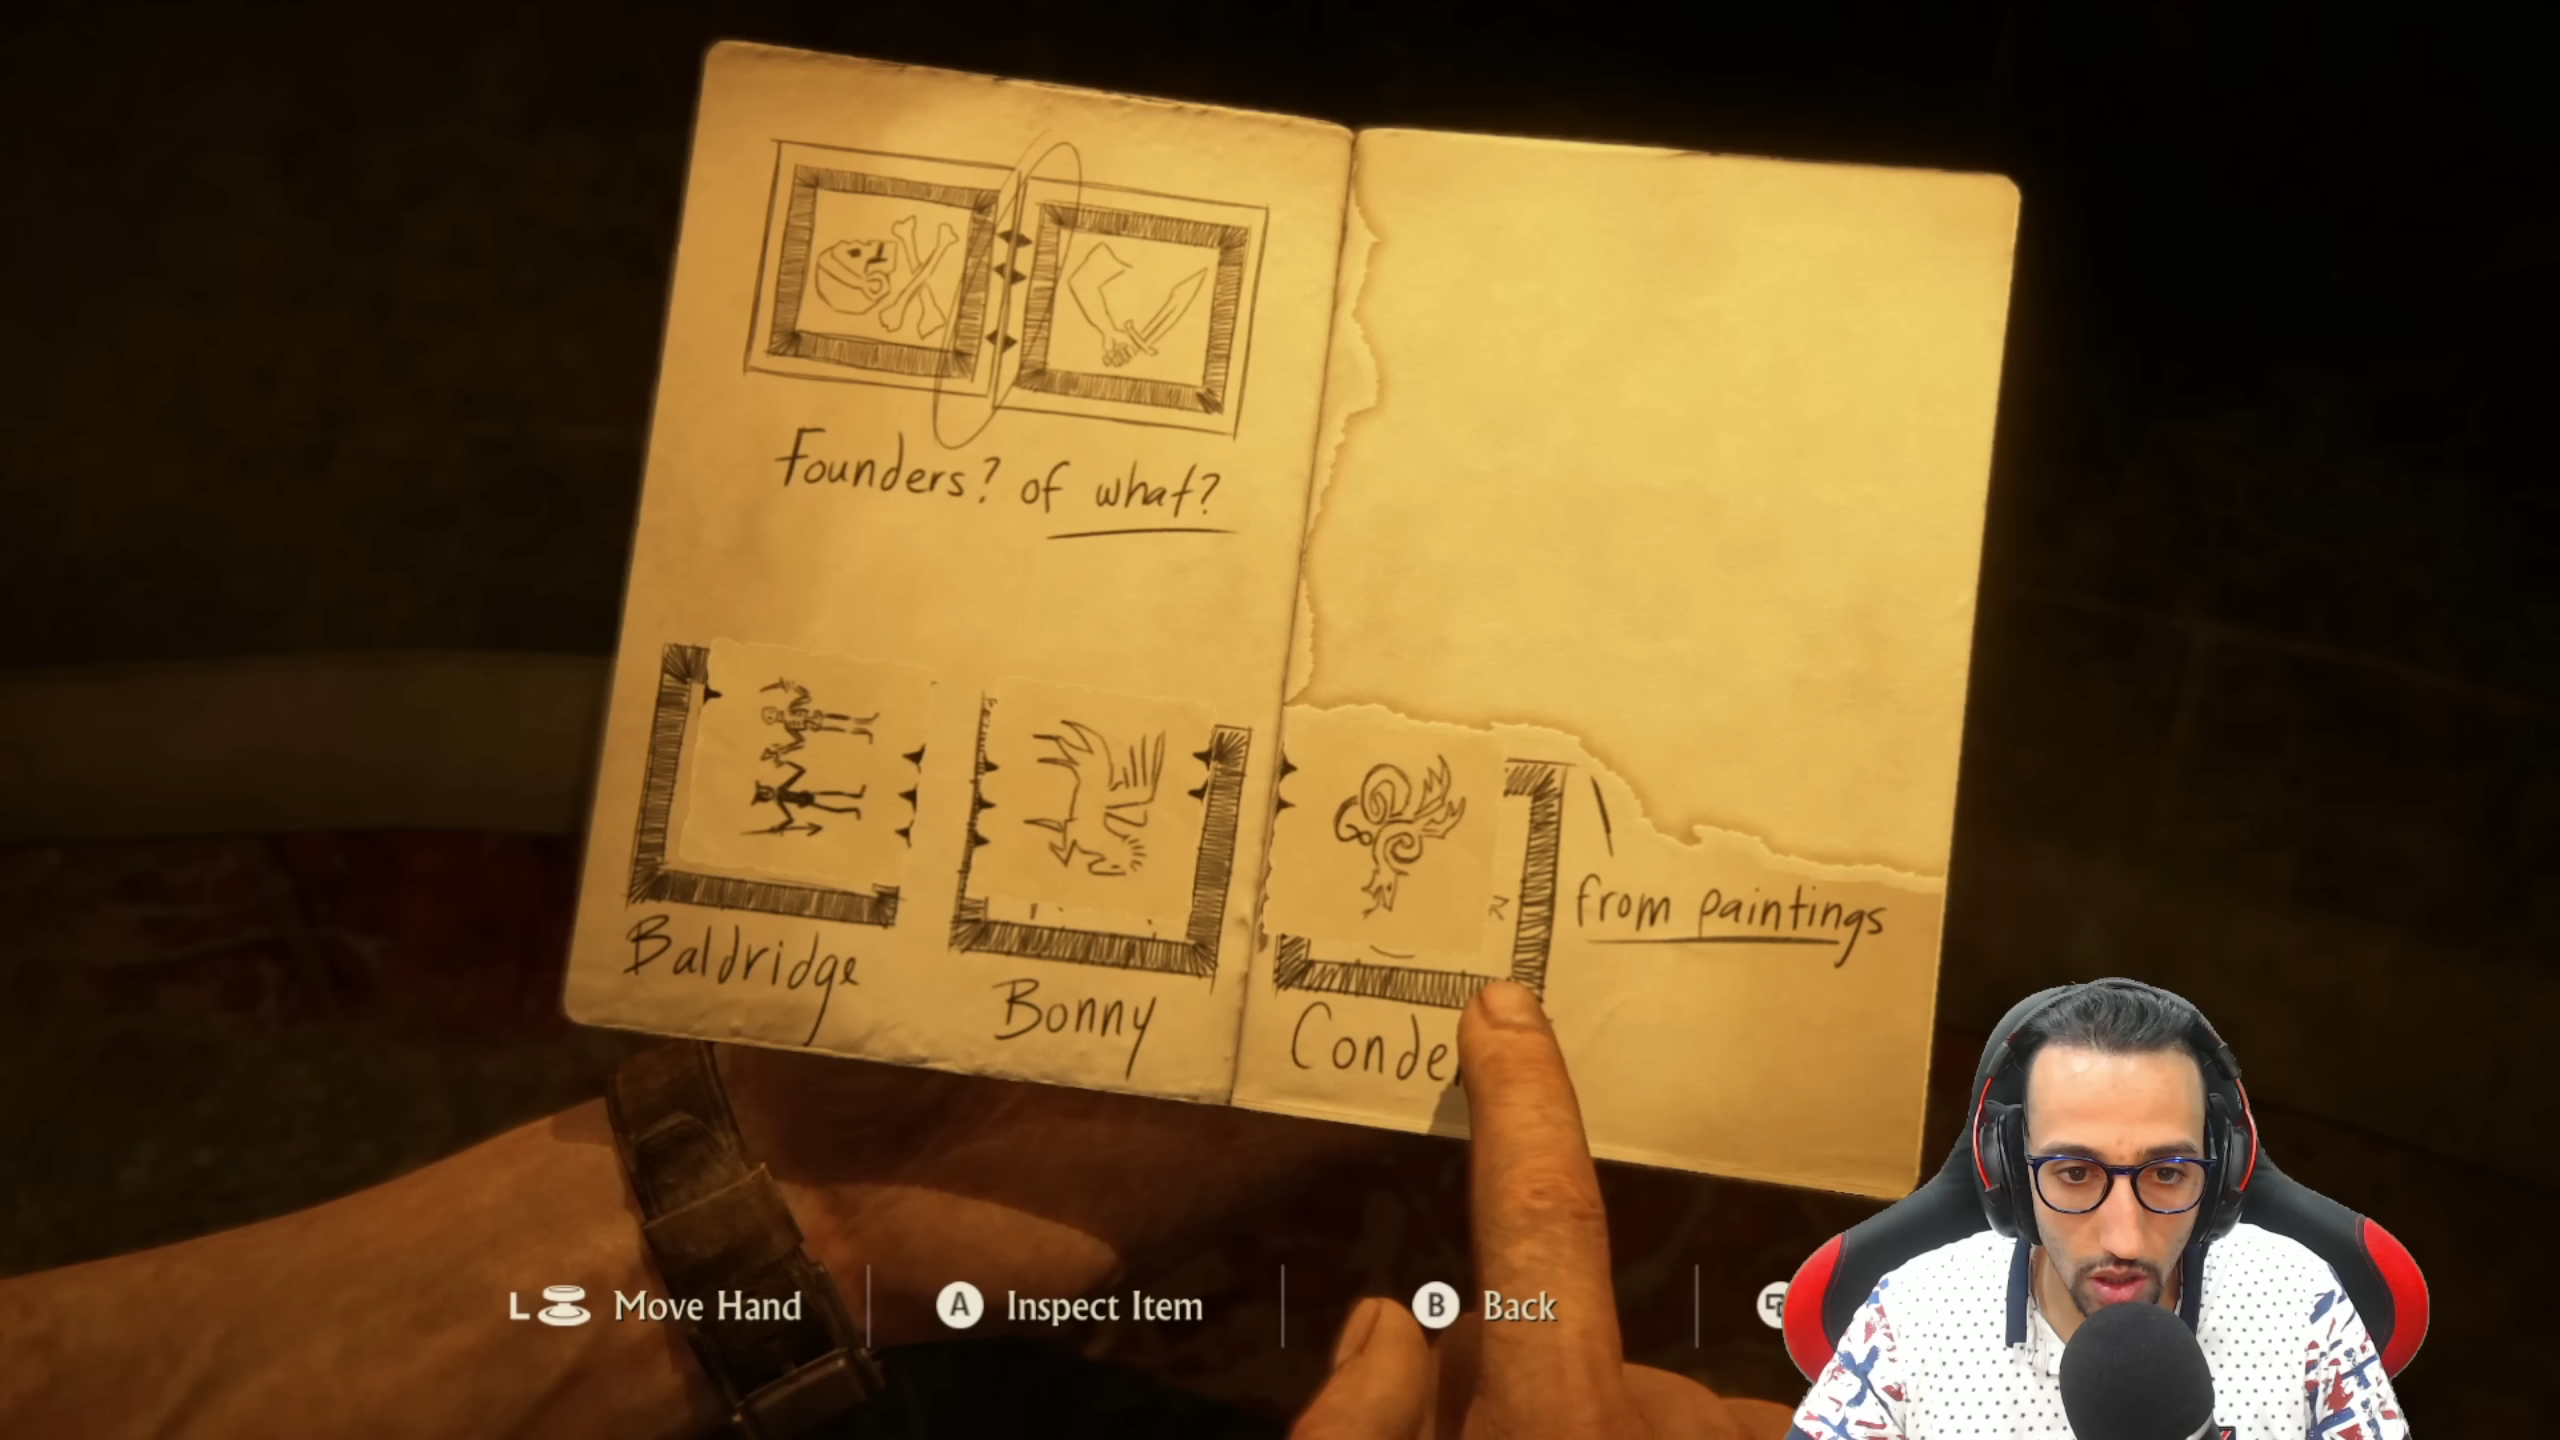 Founders? of what?
Baldridge
Bonny
from paintings
L Move Hand
A Inspect Item
B Back